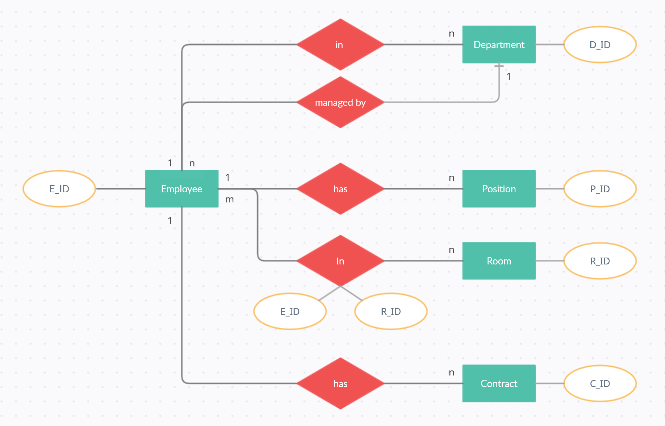 in
n
Department
D_ID
managed by
1
1
n
E_ID
Employee
1
has
n
Position
P_ID
m
1
in
n
Room
R_ID
E_ID
R_ID
has
n
Contract
C_ID